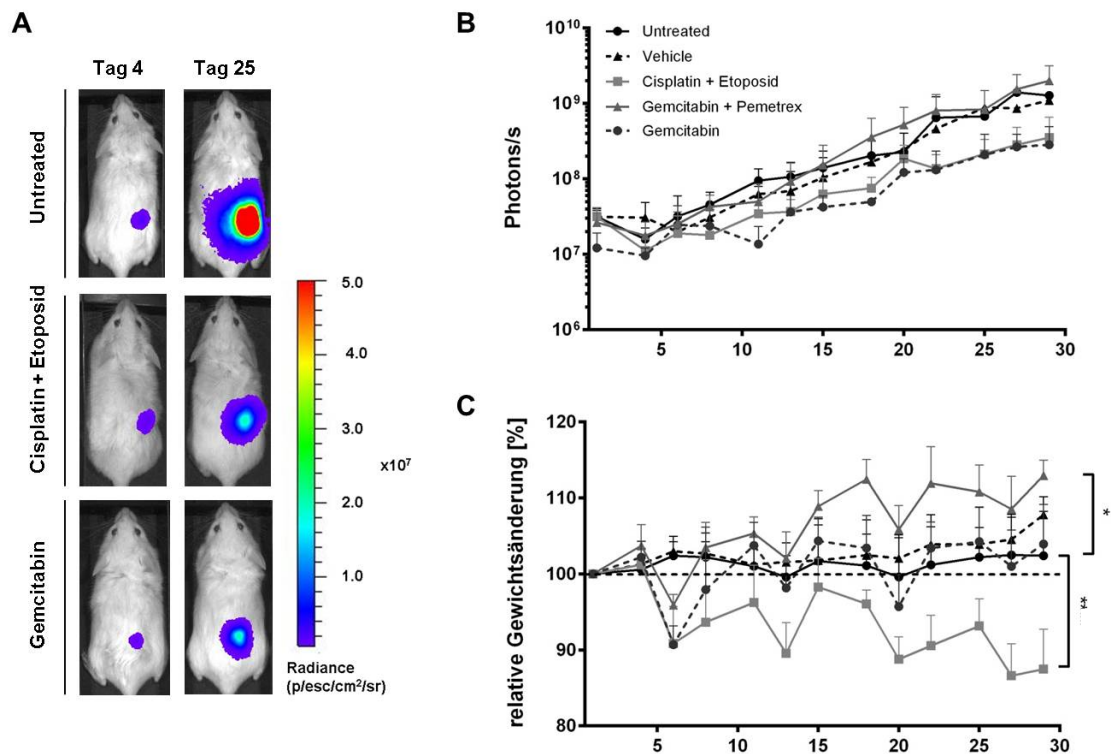 A
Tag 4 Tag 25
Untreated
Cisplatin + Etoposid
Gemcitabin
5.0
4.0
3.0
x10⁷
2.0
1.0
Radiance
(p/esc/cm²/sr)
B
Untreated
Vehicle
Cisplatin + Etoposid
Gemcitabin + Pemetrex
Gemcitabin
Photons/s
10¹⁰
10⁹
10⁸
10⁷
10⁶
5 10 15 20 25 30
C
relative Gewichtsänderung [%]
120
110
100
90
80
5 10 15 20 25 30
*
**